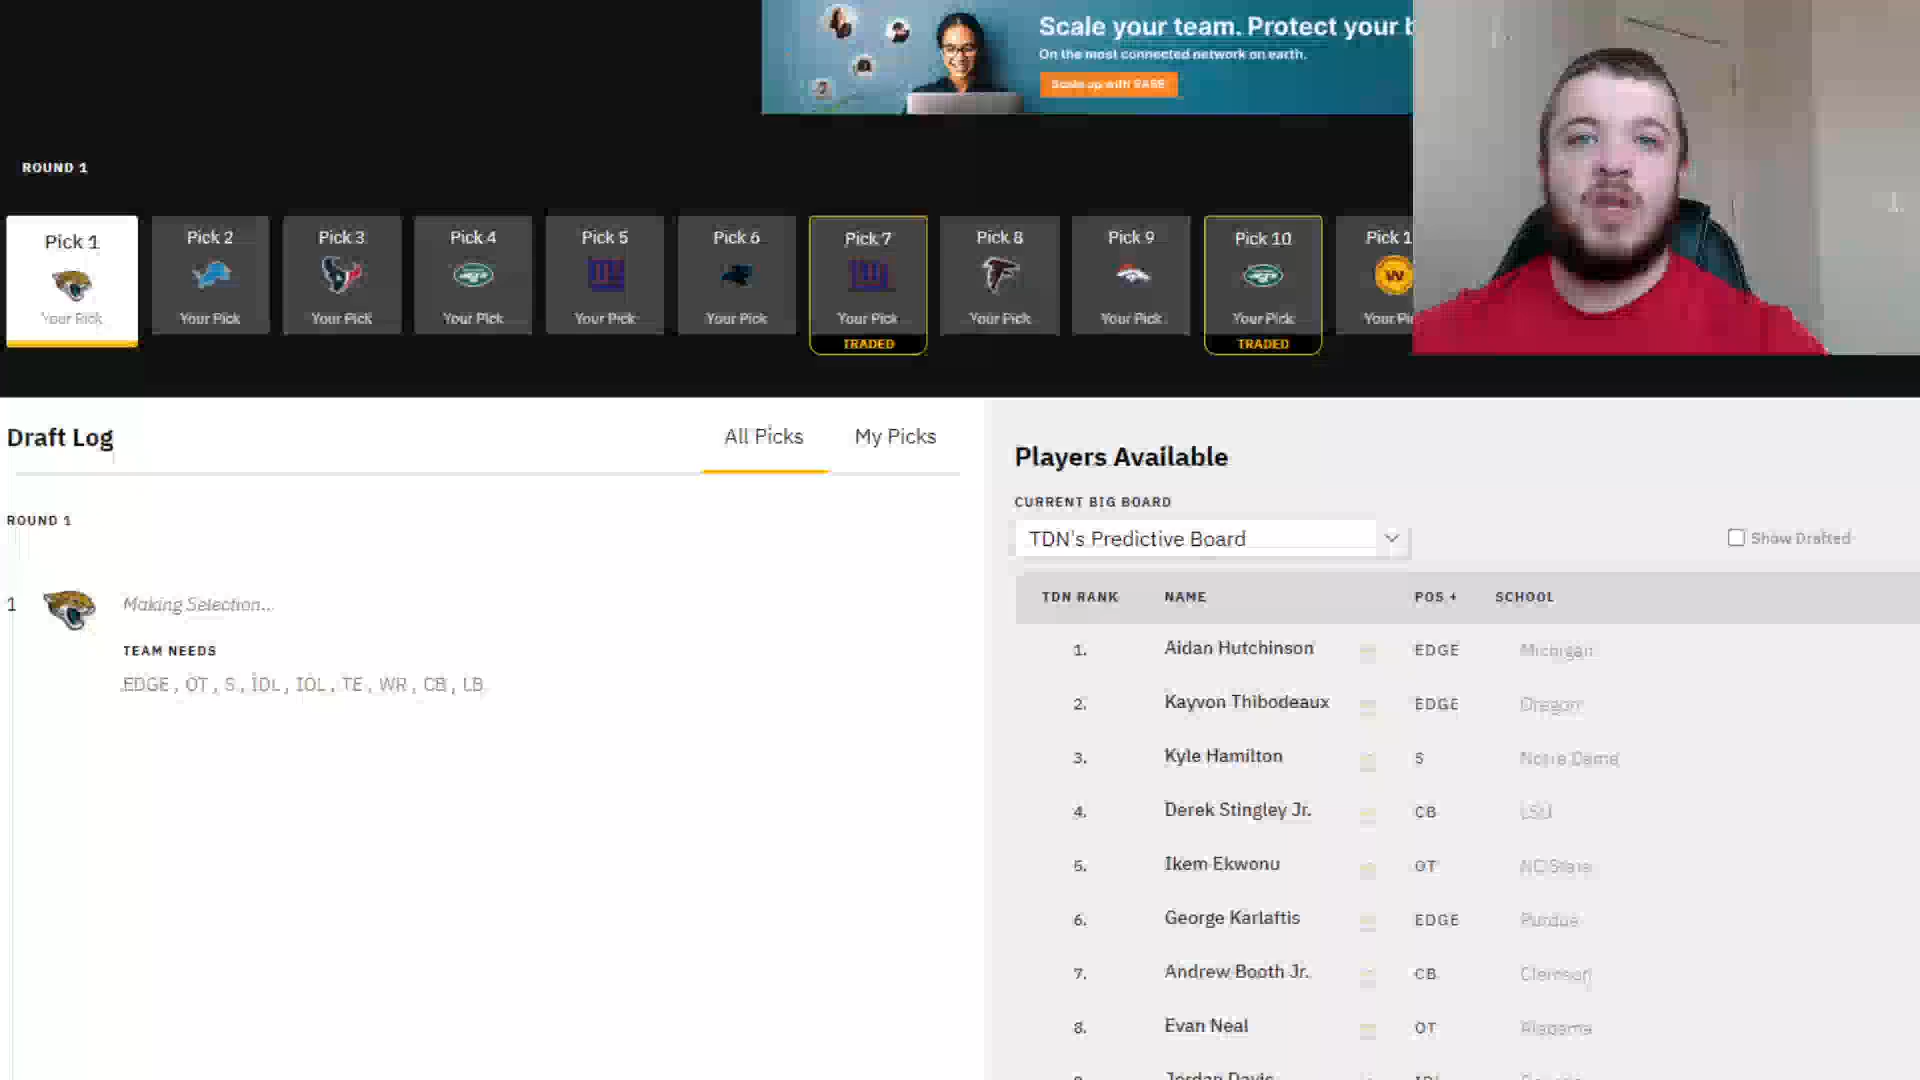 Scale your team. Protect your b
On the most connected network on earth.
Scale up with SASE
ROUND 1
Pick 1
Your Pick
Pick 2
Your Pick
Pick 3
Your Pick
Pick 4
Your Pick
Pick 5
Your Pick
Pick 6
Your Pick
Pick 7
Your Pick
TRADED
Pick 8
Your Pick
Pick 9
Your Pick
Pick 10
Your Pick
TRADED
Pick 1
Your Pi
Draft Log
All Picks
My Picks
ROUND 1
1
Making Selection...
TEAM NEEDS
EDGE, OT, S, IDL, IOL, TE, WR, CB, LB
Players Available
CURRENT BIG BOARD
TDN's Predictive Board
Show Drafted
TDN RANK NAME POS + SCHOOL
1. Aidan Hutchinson EDGE Michigan
2. Kayvon Thibodeaux EDGE Oregon
3. Kyle Hamilton S Notre Dame
4. Derek Stingley Jr. CB LSU
5. Ikem Ekwonu OT NC State
6. George Karlaftis EDGE Purdue
7. Andrew Booth Jr. CB Clemson
8. Evan Neal OT Alabama
Jordan Davis